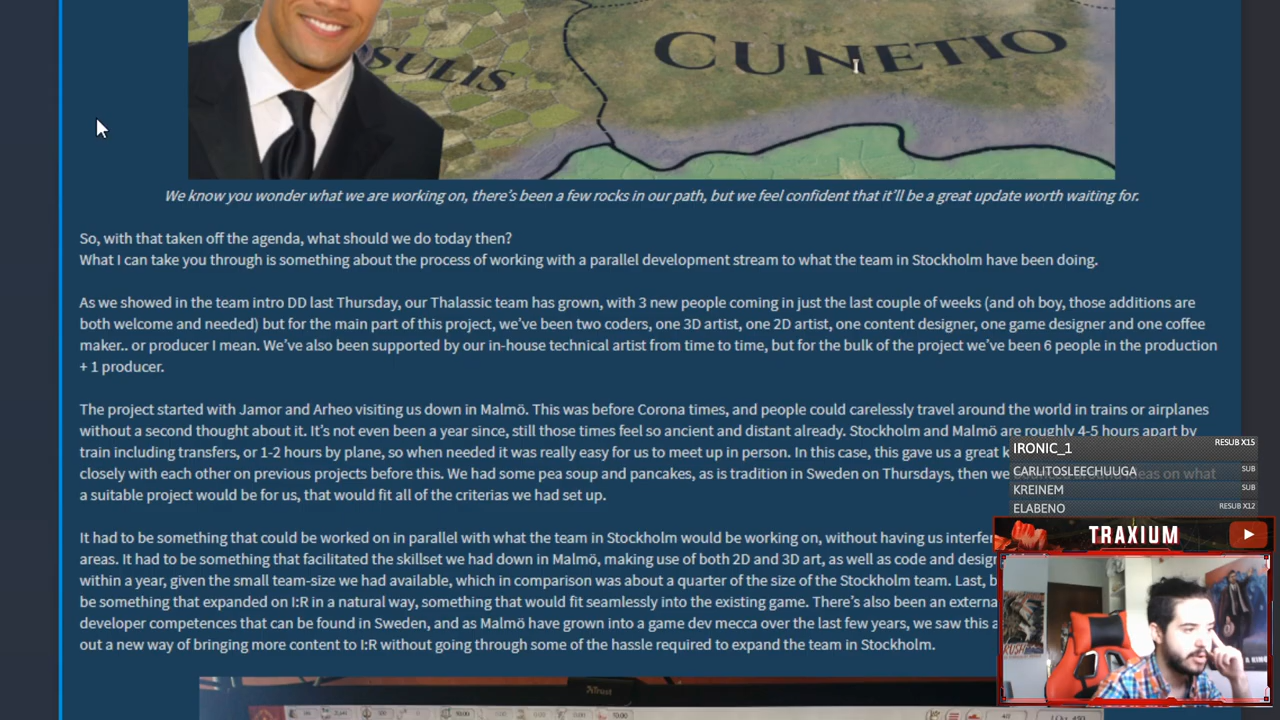 SULIS
CUNETIO
We know you wonder what we are working on, there's been a few rocks in our path, but we feel confident that it'll be a great update worth waiting for.
So, with that taken off the agenda, what should we do today then?
What I can take you through is something about the process of working with a parallel development stream to what the team in Stockholm have been doing.
As we showed in the team intro DD last Thursday, our Thalassic team has grown, with 3 new people coming in just the last couple of weeks (and oh boy, those additions are
both welcome and needed) but for the main part of this project, we've been two coders, one 3D artist, one 2D artist, one content designer, one game designer and one coffee
maker.. or producer I mean. We've also been supported by our in-house technical artist from time to time, but for the bulk of the project we've been 6 people in the production
+ 1 producer.
The project started with Jamor and Arheo visiting us down in Malmö. This was before Corona times, and people could carelessly travel around the world in trains or airplanes
without a second thought about it. It's not even been a year since, still those times feel so ancient and distant already. Stockholm and Malmö are roughly 4-5 hours apart by
train including transfers, or 1-2 hours by plane, so when needed it was really easy for us to meet up in person. In this case, this gave us a great
closely with each other on previous projects before this. We had some pea soup and pancakes, as is tradition in Sweden on Thursdays, then we ideas on what
a suitable project would be for us, that would fit all of the criterias we had set up.
It had to be something that could be worked on in parallel with what the team in Stockholm would be working on, without having us
areas. It had to be something that facilitated the skillset we had down in Malmö, making use of both 2D and 3D art, as well as code and
within a year, given the small team-size we had available, which in comparison was about a quarter of the size of the Stockholm team. Last,
be something that expanded on I:R in a natural way, something that would fit seamlessly into the existing game. There's also been an
developer competences that can be found in Sweden, and as Malmö have grown into a game dev mecca over the last few years, we saw this
out a new way of bringing more content to I:R without going through some of the hassle required to expand the team in Stockholm.
IRONIC_1 RESUB X15
CARLITOSLEECHUUGA SUB
KREINEM SUB
ELABENO RESUB X12
TRAXIUM
Trust